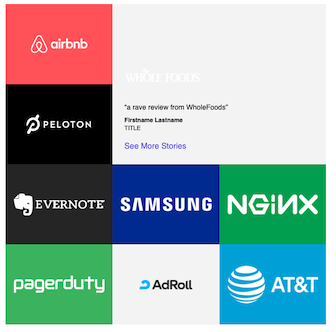 airbnb
WHOLE FOODS
"a rave review from WholeFoods"
Firstname Lastname
TITLE
See More Stories
PELOTON
EVERNOTE
SAMSUNG
NGINX
pagerduty
AdRoll
AT&T